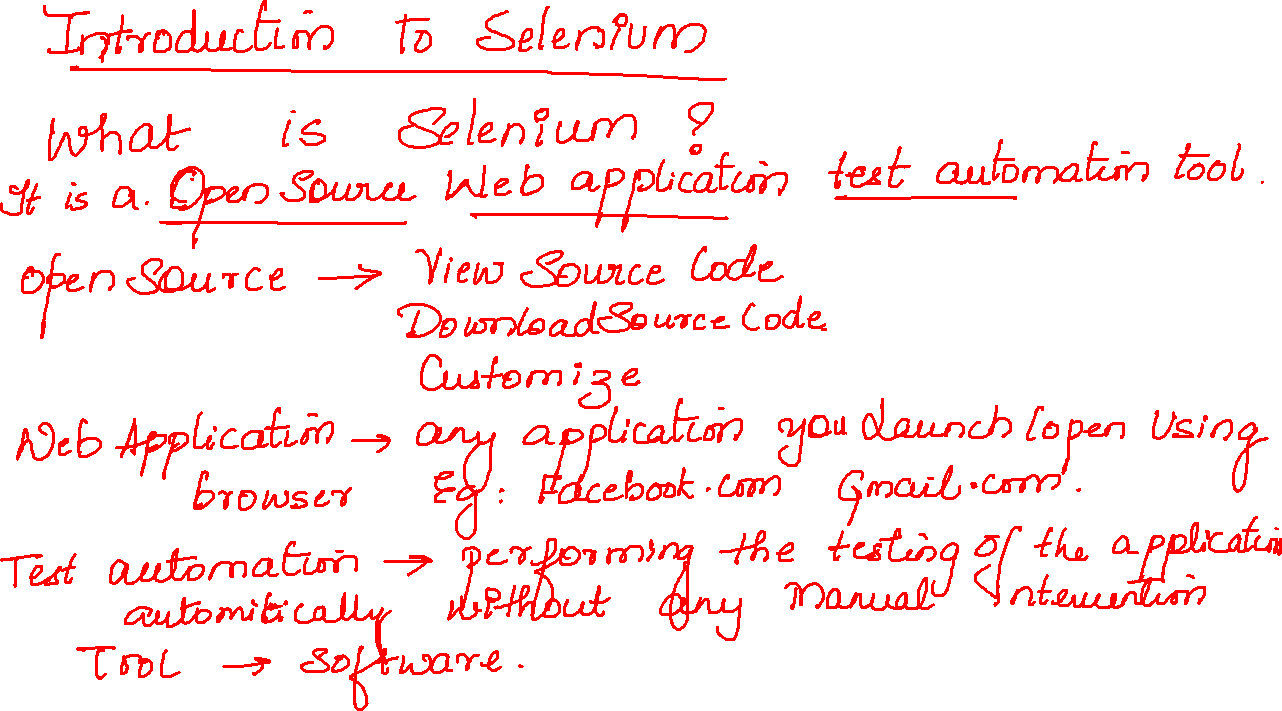 Introduction To Selenium
What is Selenium?
It is a Open Source Web application test automation tool.
Open Source → View Source Code
Download Source Code
Customize
Web Application → any application you Launch (open Using
browser Eg: Facebook.com Gmail.com.
Test automation → performing the testing of the application
automitically without any Manual Intervention
Tool → Software.